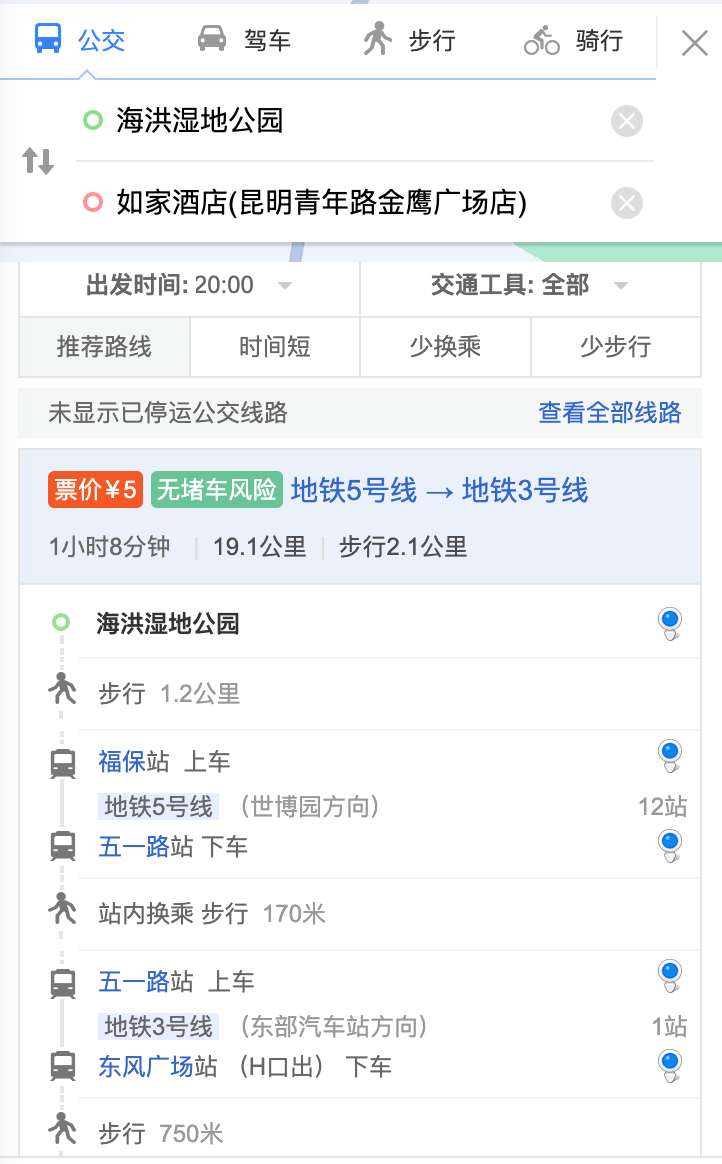 公交 驾车 步行 骑行
海洪湿地公园
如家酒店(昆明青年路金鹰广场店)
出发时间: 20:00 交通工具: 全部
推荐路线 时间短 少换乘 少步行
未显示已停运公交线路 查看全部线路
票价¥5 无堵车风险 地铁5号线 → 地铁3号线
1小时8分钟 | 19.1公里 | 步行2.1公里
海洪湿地公园
步行 1.2公里
福保站 上车
地铁5号线 (世博园方向) 12站
五一路站 下车
站内换乘 步行 170米
五一路站 上车
地铁3号线 (东部汽车站方向) 1站
东风广场站 (H口出) 下车
步行 750米